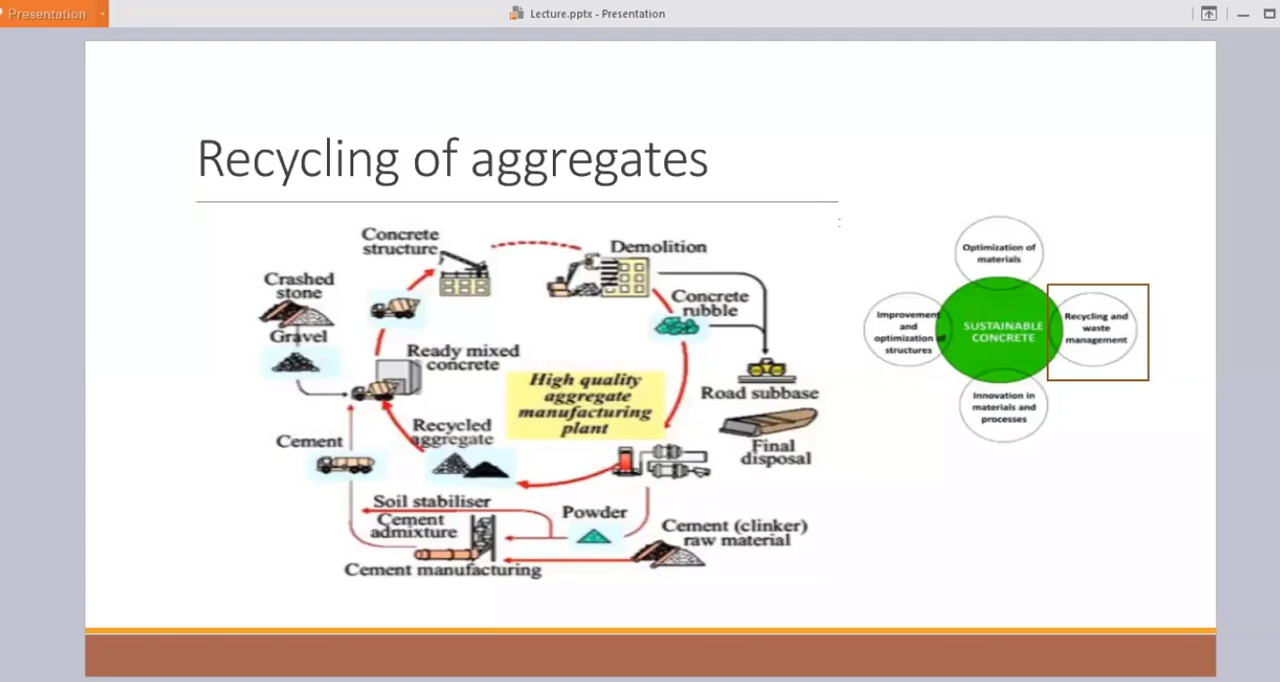 Presentation
Lecture.pptx - Presentation
Recycling of aggregates
Concrete
structure
Demolition
Crashed
stone
Gravel
Concrete
rubble
Ready mixed
concrete
High quality
aggregate
manufacturing
plant
Road subbase
Recycled
aggregate
Cement
Final
disposal
Soil stabiliser
Cement
admixture
Powder
Cement (clinker)
raw material
Cement manufacturing
Optimization of
materials
Improvement
and
optimization of
structures
SUSTAINABLE
CONCRETE
Recycling and
waste
management
Innovation in
materials and
processes